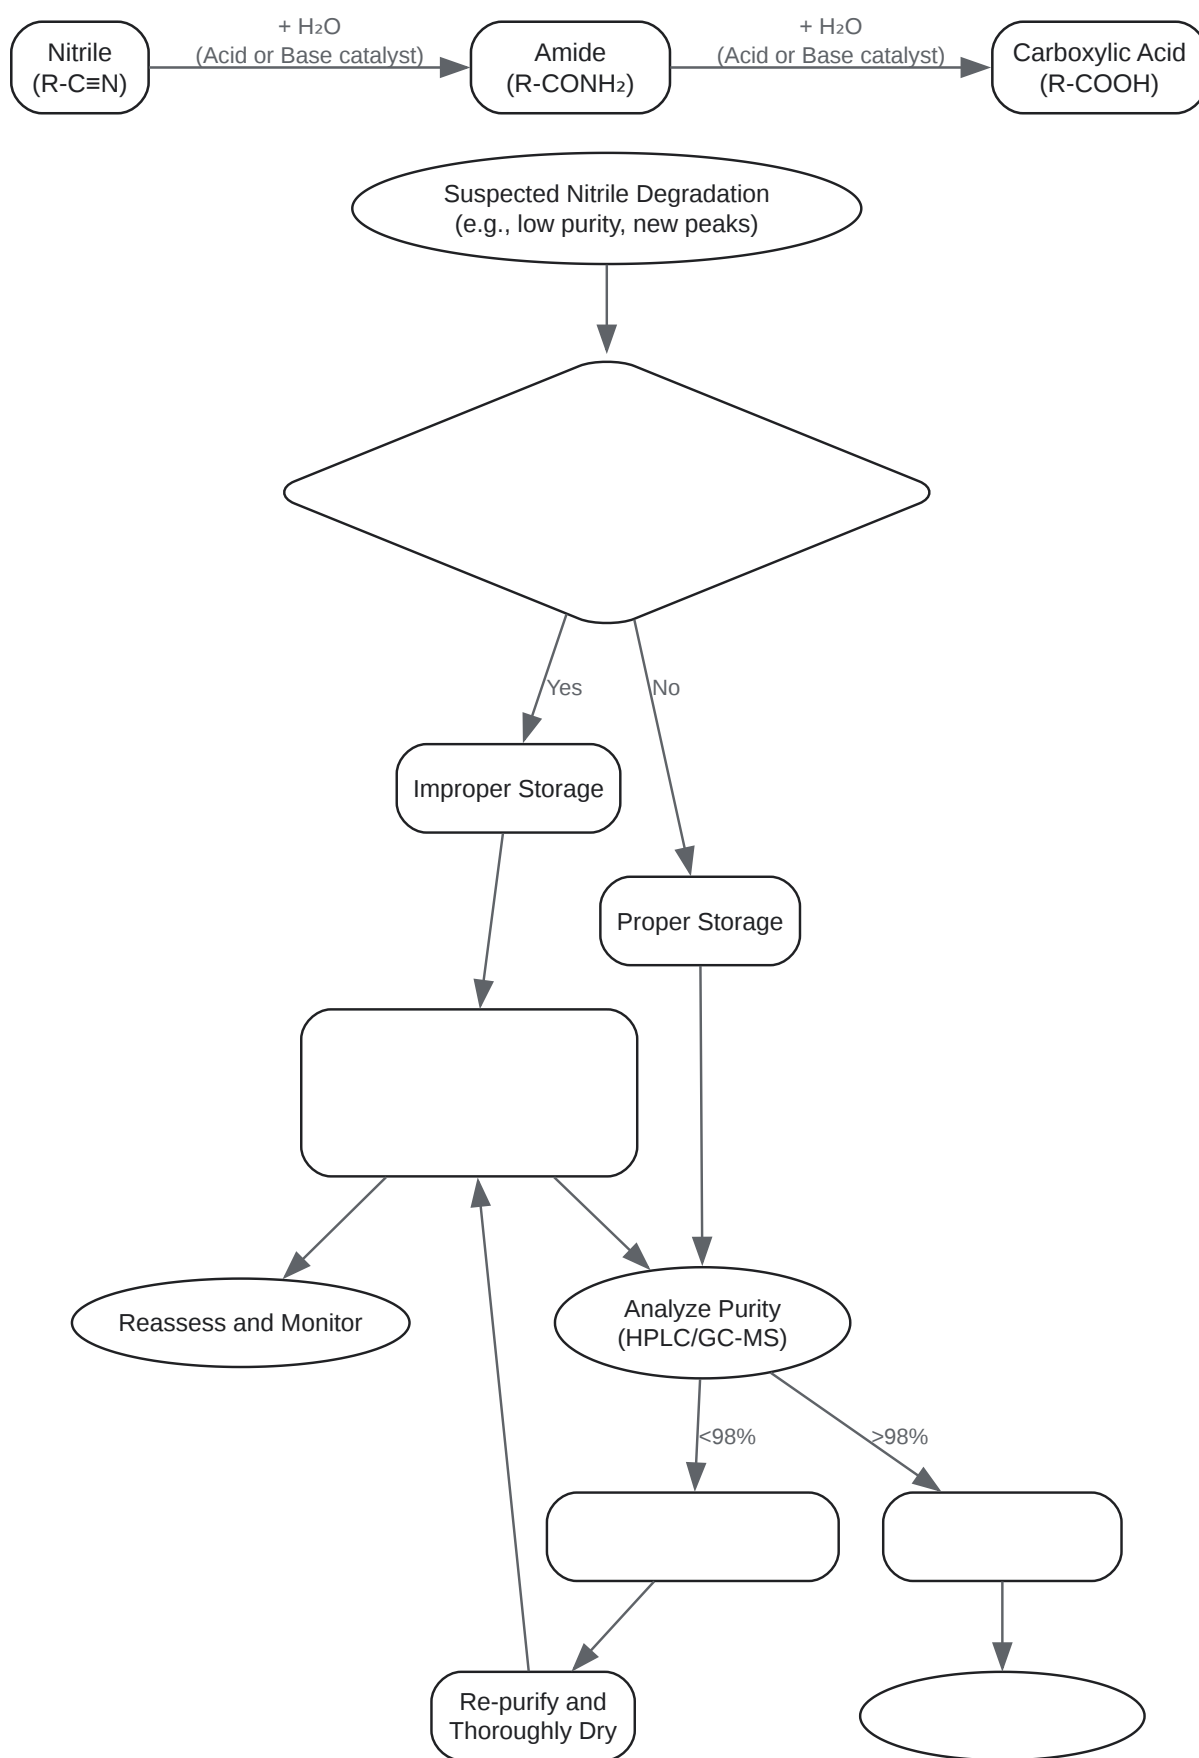 + H₂O
(Acid or Base catalyst)
+ H₂O
(Acid or Base catalyst)
Nitrile
(R-C≡N)
Amide
(R-CONH₂)
Carboxylic Acid
(R-COOH)
Suspected Nitrile Degradation
(e.g., low purity, new peaks)
Yes
No
Improper Storage
Proper Storage
Reassess and Monitor
Analyze Purity
(HPLC/GC-MS)
<98%
>98%
Re-purify and
Thoroughly Dry